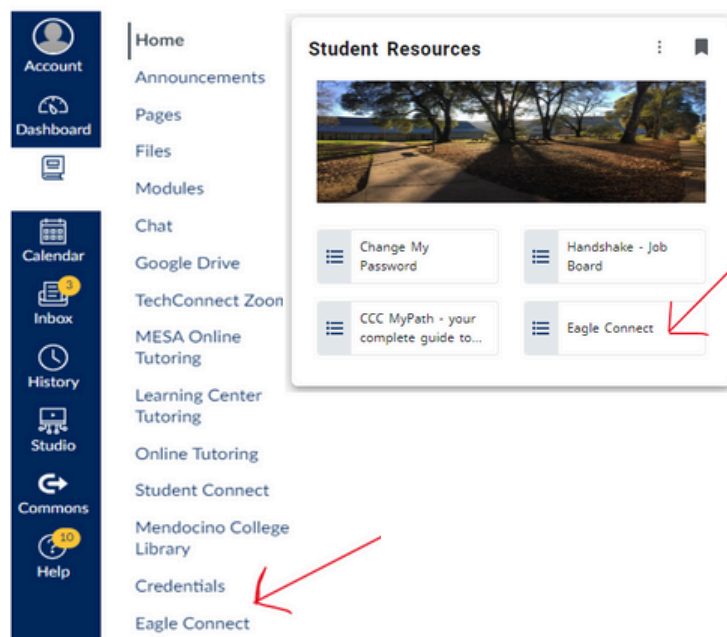 Account
Dashboard
Calendar
3
Inbox
History
Studio
Commons
10
Help
Home
Announcements
Pages
Files
Modules
Chat
Google Drive
TechConnect Zoom
MESA Online
Tutoring
Learning Center
Tutoring
Online Tutoring
Student Connect
Mendocino College
Library
Credentials
Eagle Connect
Student Resources
Change My
Password
Handshake - Job
Board
CCC MyPath - your
complete guide to...
Eagle Connect